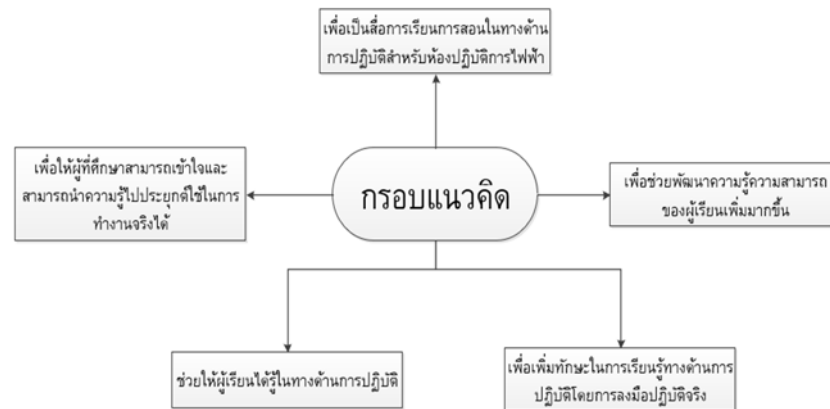 เพื่อเป็นสื่อการเรียนการสอนในทางด้าน
การปฏิบัติสำหรับห้องปฏิบัติการไฟฟ้า
เพื่อให้ผู้ที่ศึกษาสามารถเข้าใจและ
สามารถนำความรู้ไปประยุกต์ใช้ในการ
ทำงานจริงได้
กรอบแนวคิด
เพื่อช่วยพัฒนาความรู้ความสามารถ
ของผู้เรียนเพิ่มมากขึ้น
ช่วยให้ผู้เรียนได้รู้ในทางด้านการปฏิบัติ
เพื่อเพิ่มทักษะในการเรียนรู้ทางด้านการ
ปฏิบัติโดยการลงมือปฏิบัติจริง